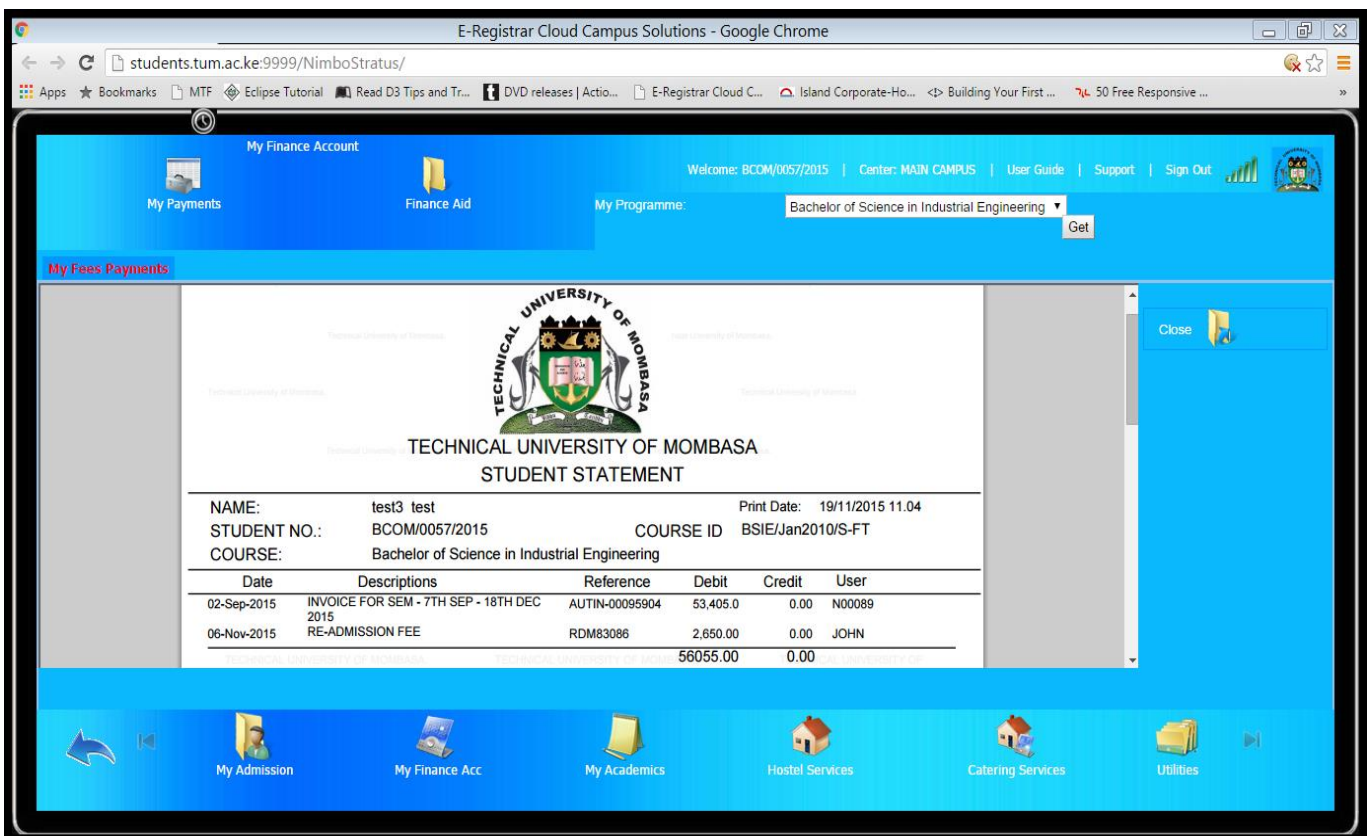 E-Registrar Cloud Campus Solutions - Google Chrome
students.tum.ac.ke:9999/NimboStratus/
Apps Bookmarks MTF Eclipse Tutorial Read D3 Tips and Tr... DVD releases | Actio... E-Registrar Cloud C... Island Corporate-Ho... Building Your First ... 50 Free Responsive ... »
My Finance Account
Welcome: BCOM/0057/2015 | Center: MAIN CAMPUS | User Guide | Support | Sign Out
My Payments Finance Aid My Programme: Bachelor of Science in Industrial Engineering
Get
My Fees Payments
Close
TECHNICAL UNIVERSITY OF MOMBASA
TECHNICAL UNIVERSITY OF MOMBASA
STUDENT STATEMENT
NAME: test3 test Print Date: 19/11/2015 11.04
STUDENT NO.: BCOM/0057/2015 COURSE ID BSIE/Jan2010/S-FT
COURSE: Bachelor of Science in Industrial Engineering
Date Descriptions Reference Debit Credit User
02-Sep-2015 INVOICE FOR SEM - 7TH SEP - 18TH DEC AUTIN-00095904 53,405.0 0.00 N00089
2015
06-Nov-2015 RE-ADMISSION FEE RDM83086 2,650.00 0.00 JOHN
56055.00 0.00
My Admission My Finance Acc My Academics Hostel Services Catering Services Utilities